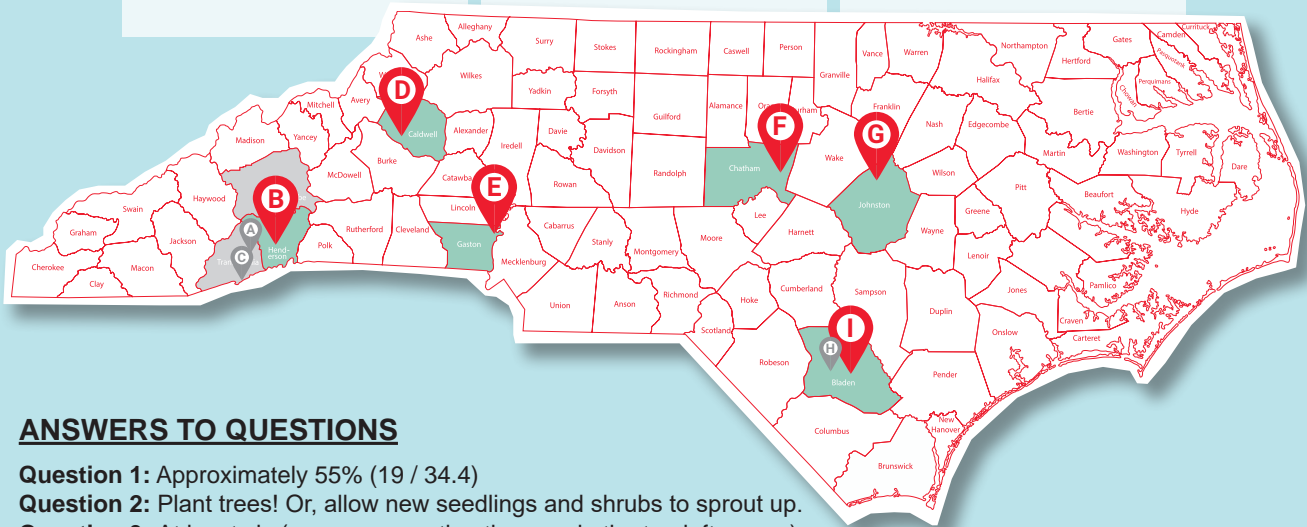 Alleghany
Ashe
Surry
Stokes
Rockingham
Caswell
Person
Vance
Warren
Northampton
Gates
Camden
Currituck
Pasquotank
Perquimans
Chowan
Hertford
Halifax
Granville
Wilkes
Yadkin
Forsyth
Guilford
Alamance
Franklin
Nash
Edgecombe
Bertie
Mitchell
Avery
D
Caldwell
Alexander
Iredell
Davie
Davidson
Randolph
F
Chatham
Wake
G
Johnston
Wilson
Martin
Washington
Tyrrell
Dare
Madison
Yancey
McDowell
Burke
Catawba
E
Rowan
Pitt
Beaufort
Hyde
Haywood
B
Swain
Graham
Jackson
A
C
Hend-
erson
Polk
Rutherford
Cleveland
Lincoln
Gaston
Mecklenburg
Cabarrus
Stanly
Montgomery
Moore
Lee
Harnett
Wayne
Greene
Lenoir
Cherokee
Clay
Macon
Union
Anson
Richmond
Scotland
Hoke
Cumberland
Sampson
Duplin
Jones
Craven
Pamlico
Carteret
Onslow
Robeson
H
I
Bladen
Pender
Columbus
New
Hanover
Brunswick
ANSWERS TO QUESTIONS
Question 1: Approximately 55% (19 / 34.4)
Question 2: Plant trees! Or, allow new seedlings and shrubs to sprout up.